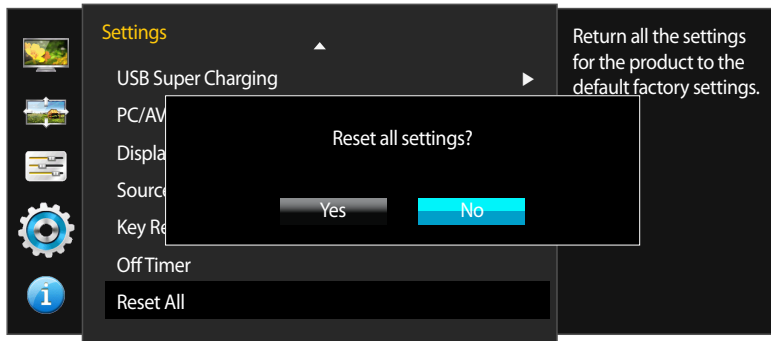 Settings
Return all the settings
for the product to the
default factory settings.
USB Super Charging
PC/AV
Displa
Reset all settings?
Source
Yes
No
Key Re
Off Timer
Reset All